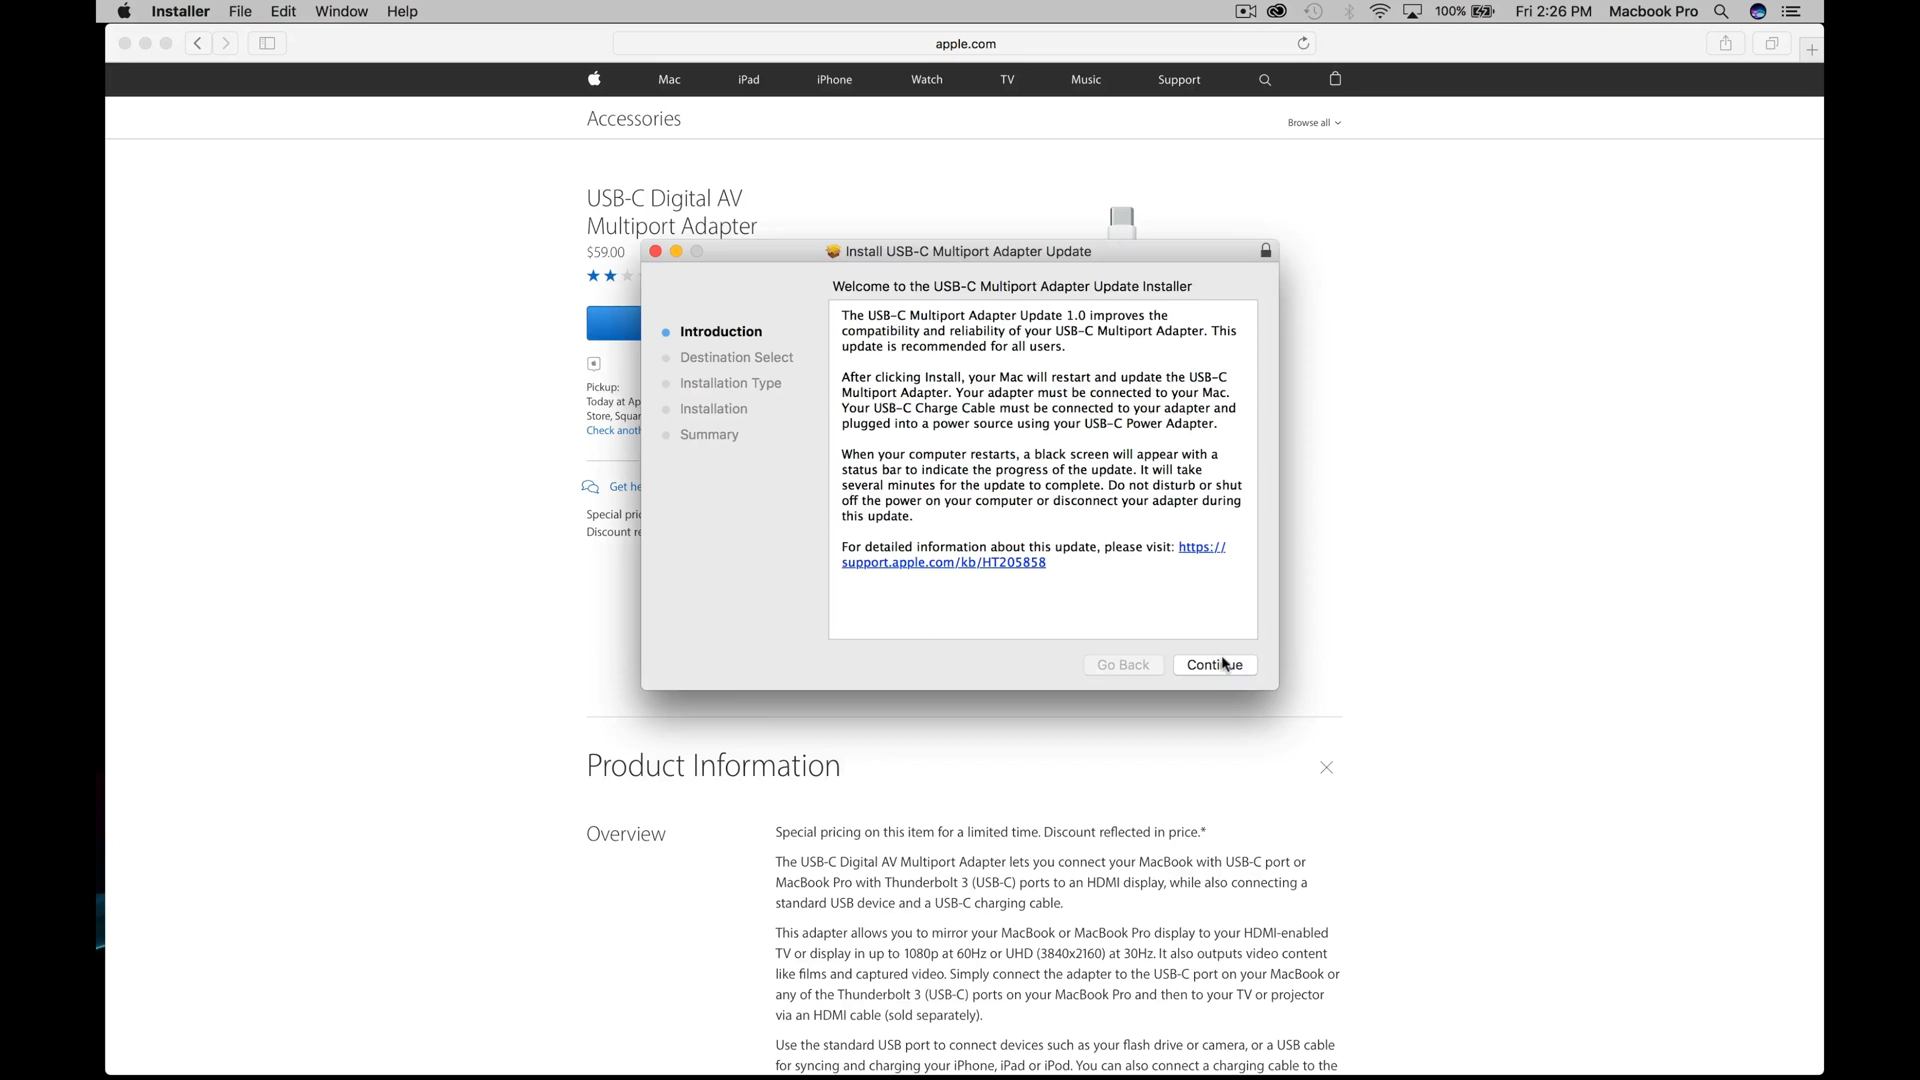 Installer File Edit Window Help 100% Fri 2:26 PM Macbook Pro
apple.com
Mac iPad iPhone Watch TV Music Support
Accessories
Browse all
USB-C Digital AV
Multiport Adapter
$59.00
Pickup:
Today at Ap
Store, Squar
Check anoth
Get he
Special pric
Discount re
Install USB-C Multiport Adapter Update
Welcome to the USB-C Multiport Adapter Update Installer
Introduction
Destination Select
Installation Type
Installation
Summary
The USB-C Multiport Adapter Update 1.0 improves the
compatibility and reliability of your USB-C Multiport Adapter. This
update is recommended for all users.
After clicking Install, your Mac will restart and update the USB-C
Multiport Adapter. Your adapter must be connected to your Mac.
Your USB-C Charge Cable must be connected to your adapter and
plugged into a power source using your USB-C Power Adapter.
When your computer restarts, a black screen will appear with a
status bar to indicate the progress of the update. It will take
several minutes for the update to complete. Do not disturb or shut
off the power on your computer or disconnect your adapter during
this update.
For detailed information about this update, please visit: https://
support.apple.com/kb/HT205858
Go Back Continue
Product Information
Overview
Special pricing on this item for a limited time. Discount reflected in price.*
The USB-C Digital AV Multiport Adapter lets you connect your MacBook with USB-C port or
MacBook Pro with Thunderbolt 3 (USB-C) ports to an HDMI display, while also connecting a
standard USB device and a USB-C charging cable.
This adapter allows you to mirror your MacBook or MacBook Pro display to your HDMI-enabled
TV or display in up to 1080p at 60Hz or UHD (3840x2160) at 30Hz. It also outputs video content
like films and captured video. Simply connect the adapter to the USB-C port on your MacBook or
any of the Thunderbolt 3 (USB-C) ports on your MacBook Pro and then to your TV or projector
via an HDMI cable (sold separately).
Use the standard USB port to connect devices such as your flash drive or camera, or a USB cable
for syncing and charging your iPhone, iPad or iPod. You can also connect a charging cable to the